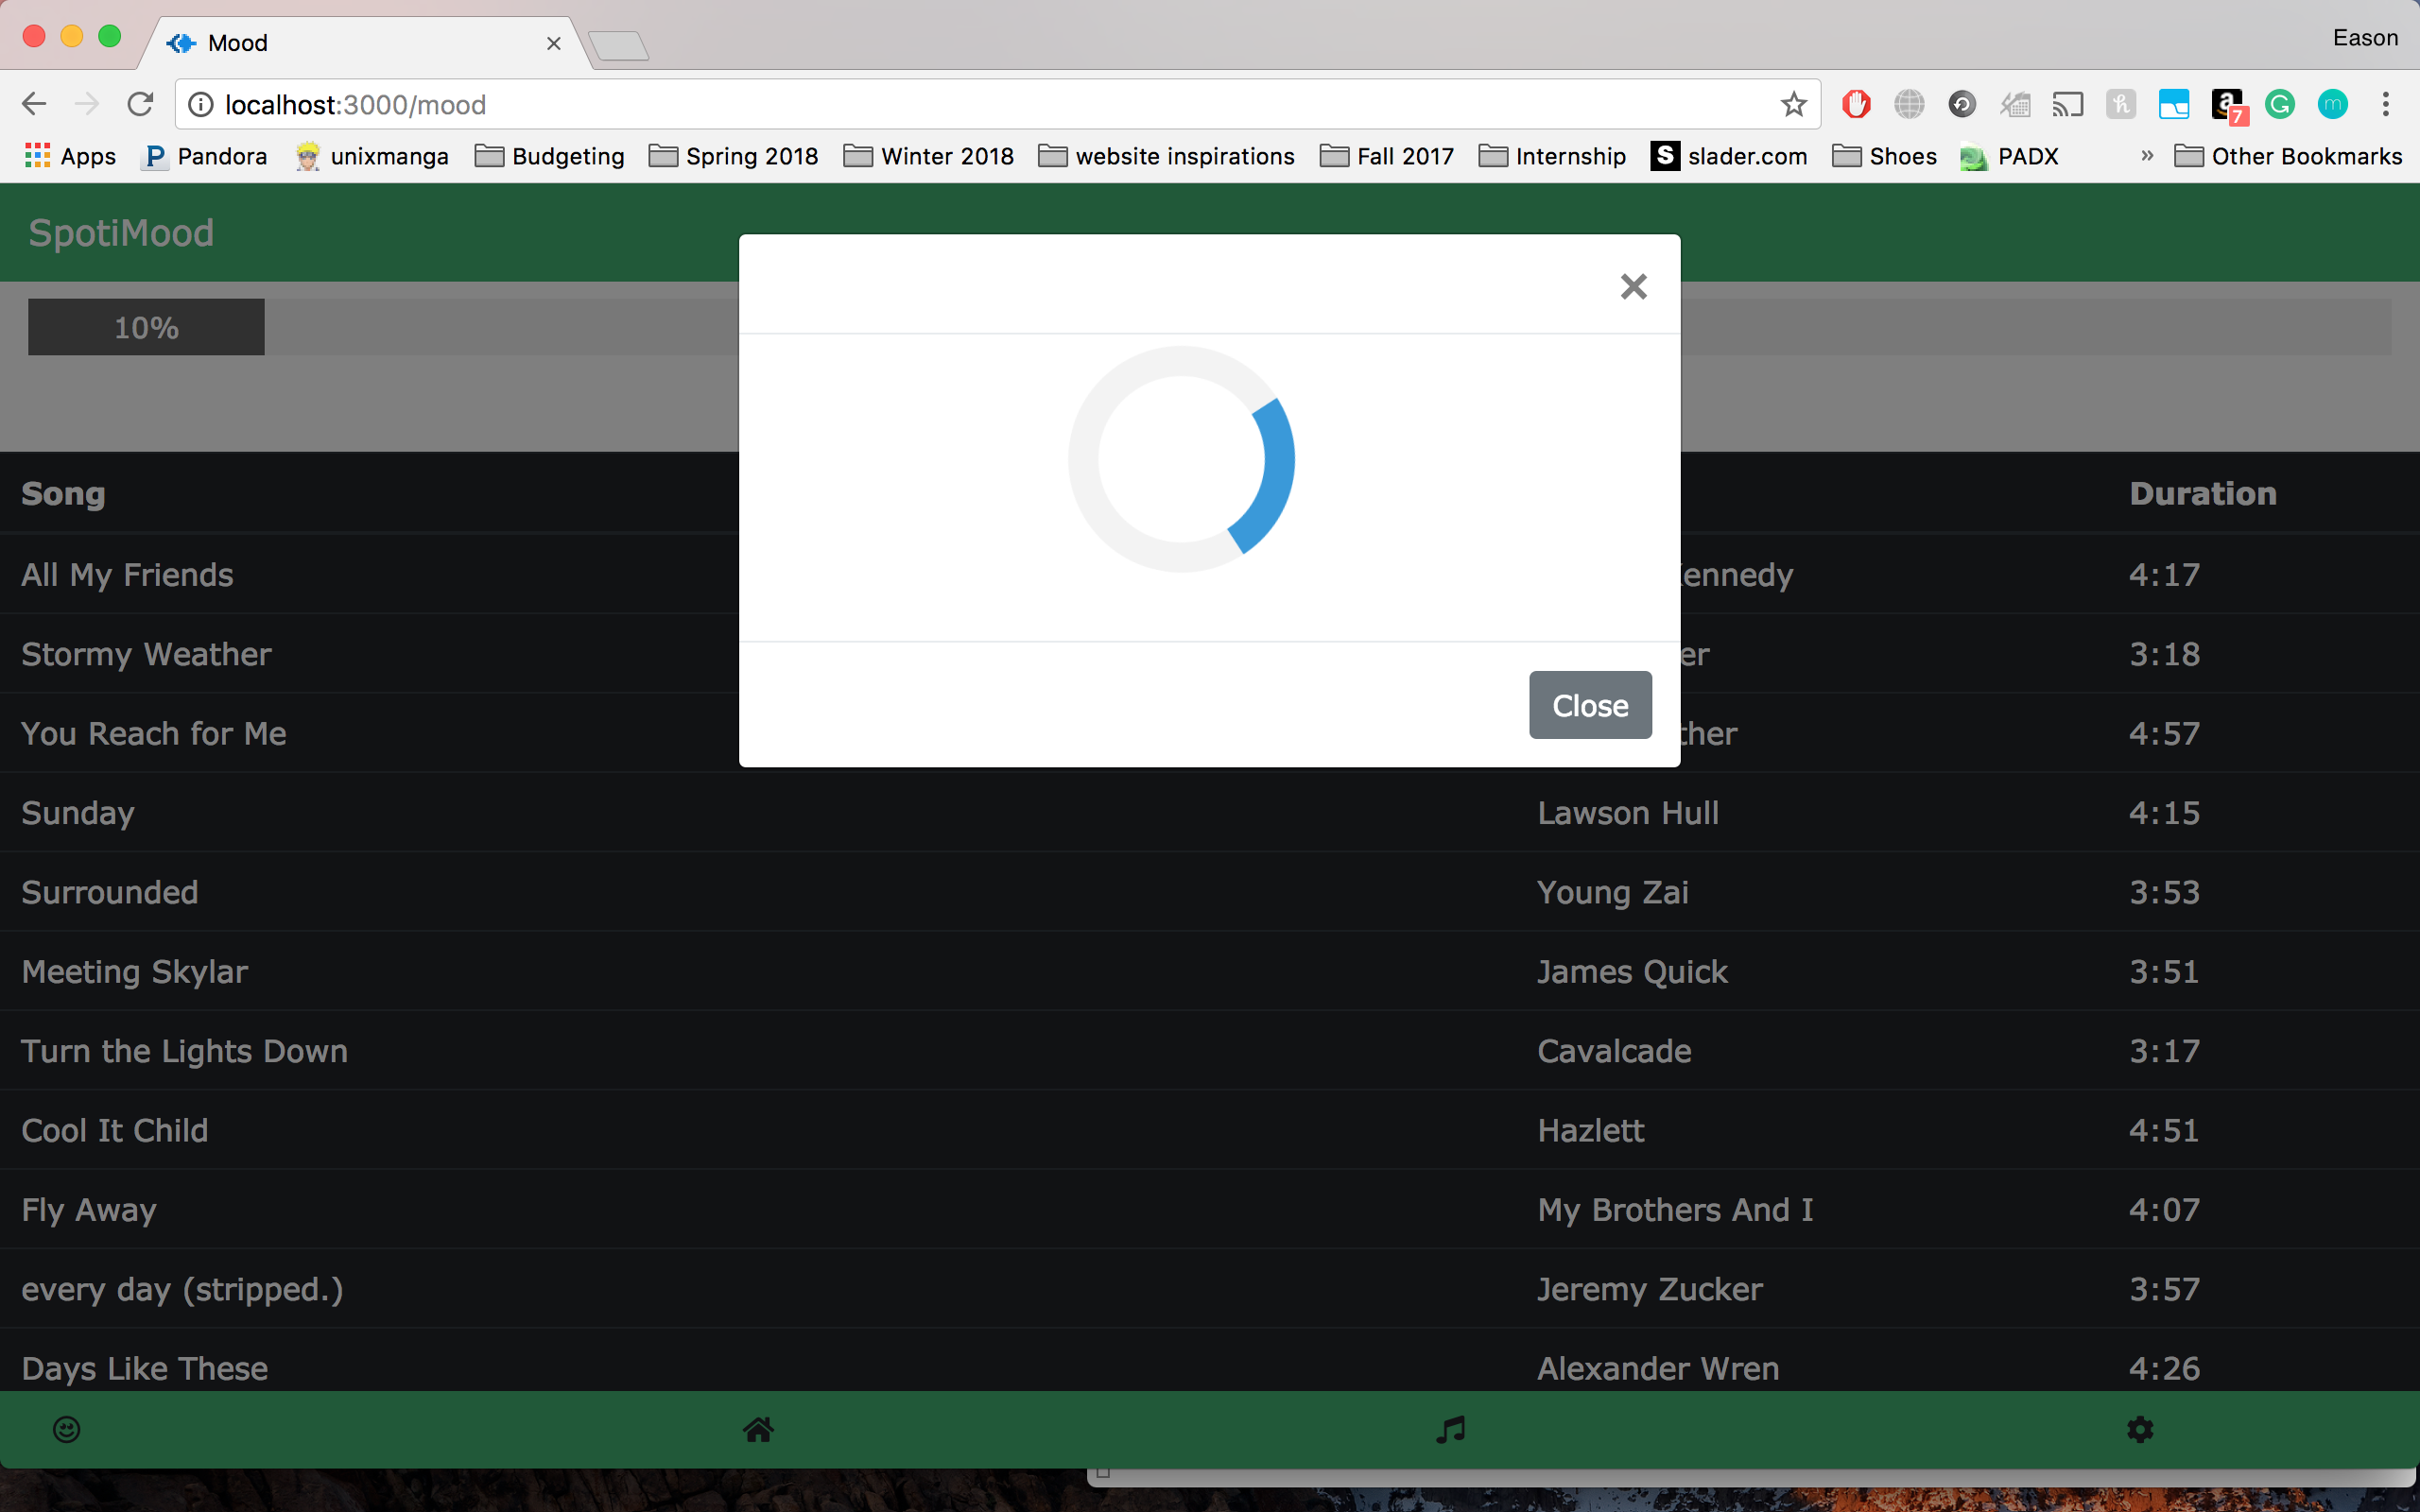 Mood
Eason
localhost:3000/mood
7
Apps Pandora unixmanga Budgeting Spring 2018 Winter 2018 website inspirations Fall 2017 Internship S slader.com Shoes PADX » Other Bookmarks
SpotiMood
10%
Song Duration
All My Friends ennedy 4:17
Stormy Weather er 3:18
Close
You Reach for Me ther 4:57
Sunday Lawson Hull 4:15
Surrounded Young Zai 3:53
Meeting Skylar James Quick 3:51
Turn the Lights Down Cavalcade 3:17
Cool It Child Hazlett 4:51
Fly Away My Brothers And I 4:07
every day (stripped.) Jeremy Zucker 3:57
Days Like These Alexander Wren 4:26